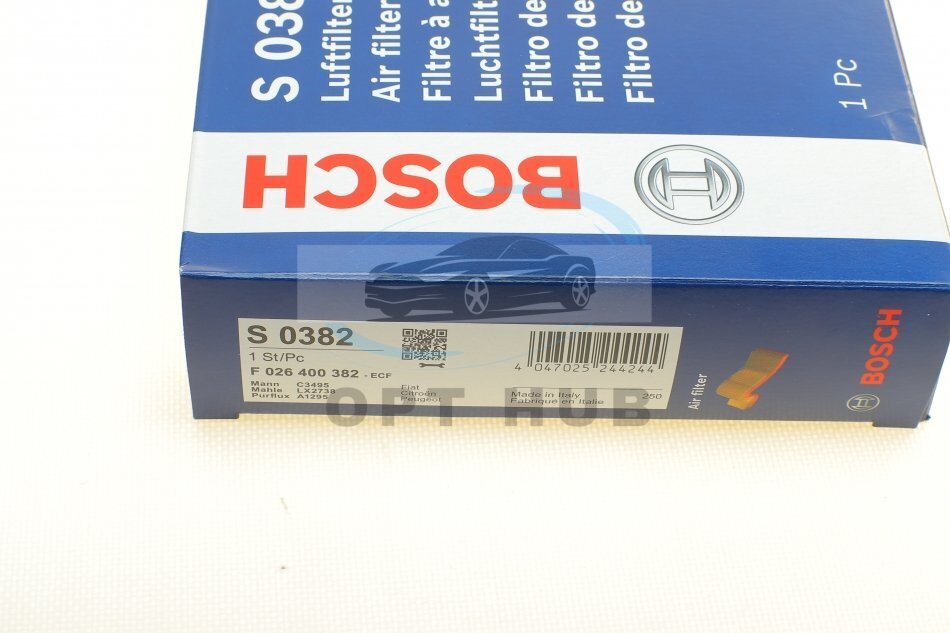 S 038
Luftfilter
Air filter
Filtre à a
Luchtfilt
Filtro de
Filtro de
Filtro de
1 Pc
BOSCH
S 0382
1 St/Pc
F 026 400 382 - ECF
Mann C3495
Mahle LX2738
Purflux A1295
Fiat
Citroën
Peugeot
4 047025 244244
Made in Italy
Fabriqué en Italie
250
Air filter
BOSCH
OPT HUB